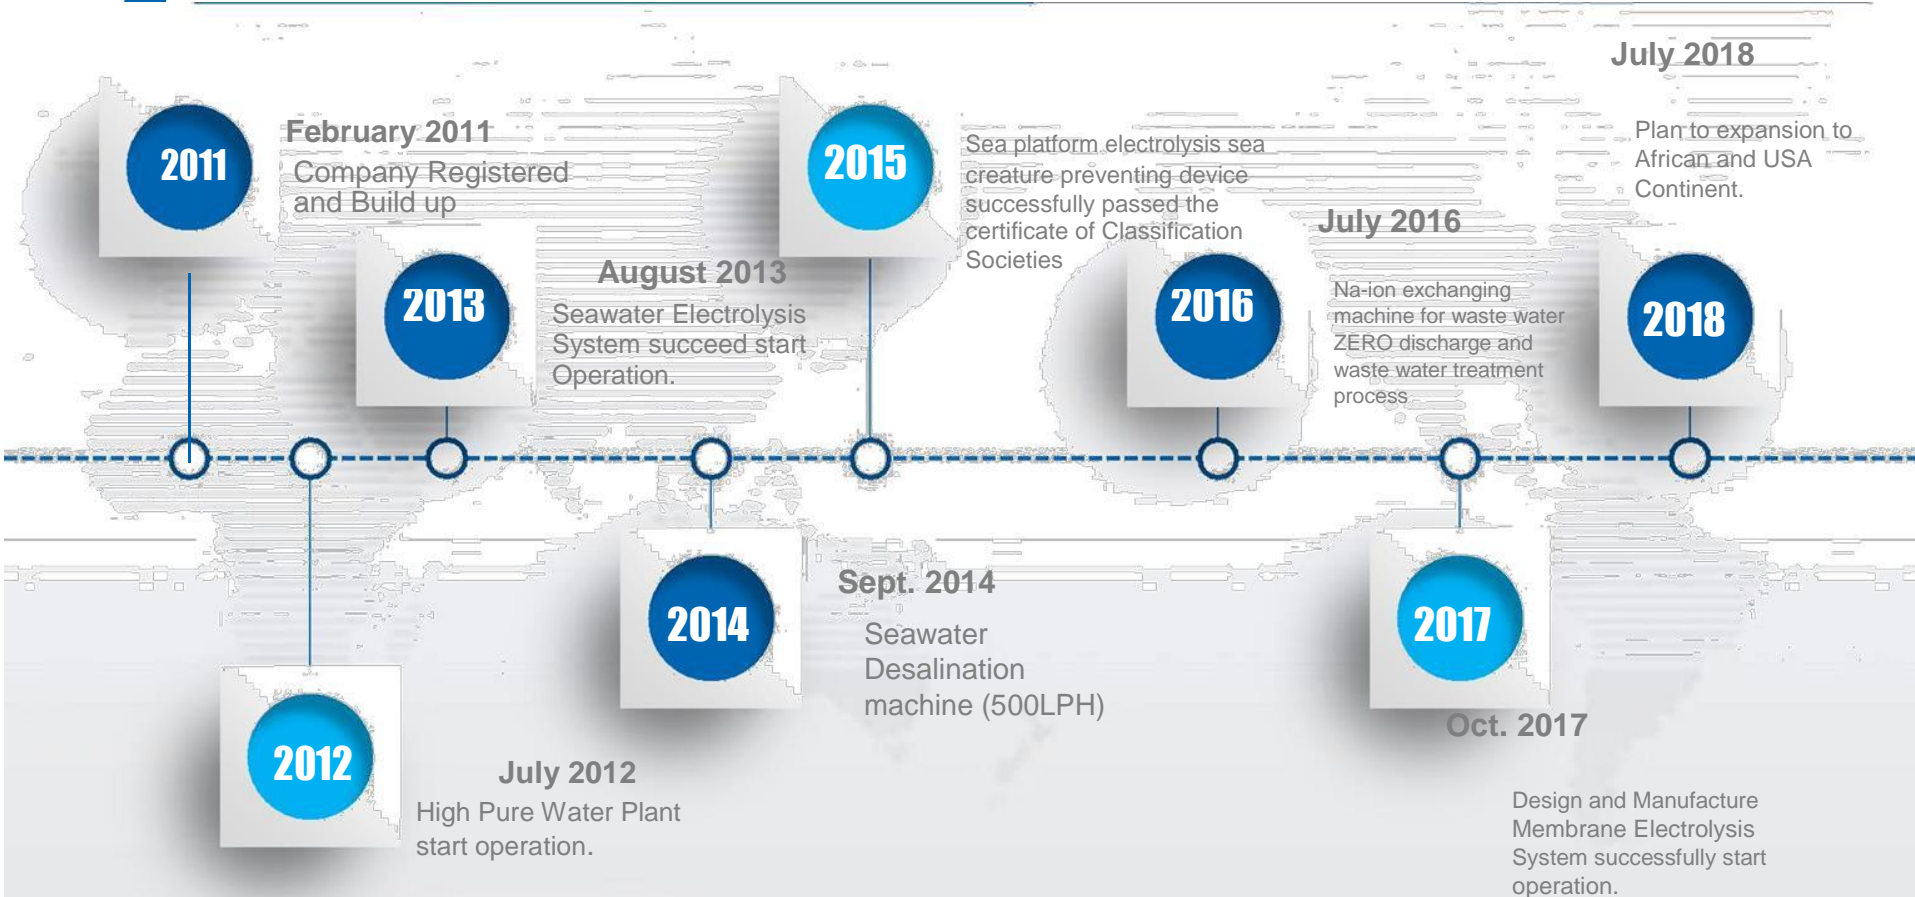 2011
February 2011
Company Registered
and Build up
2012
July 2012
High Pure Water Plant
start operation.
2013
August 2013
Seawater Electrolysis
System succeed start
Operation.
2014
Sept. 2014
Seawater
Desalination
machine (500LPH)
2015
Sea platform electrolysis sea
creature preventing device
successfully passed the
certificate of Classification
Societies
2016
July 2016
Na-ion exchanging
machine for waste water
ZERO discharge and
waste water treatment
process
2017
Oct. 2017
Design and Manufacture
Membrane Electrolysis
System successfully start
operation.
2018
July 2018
Plan to expansion to
African and USA
Continent.